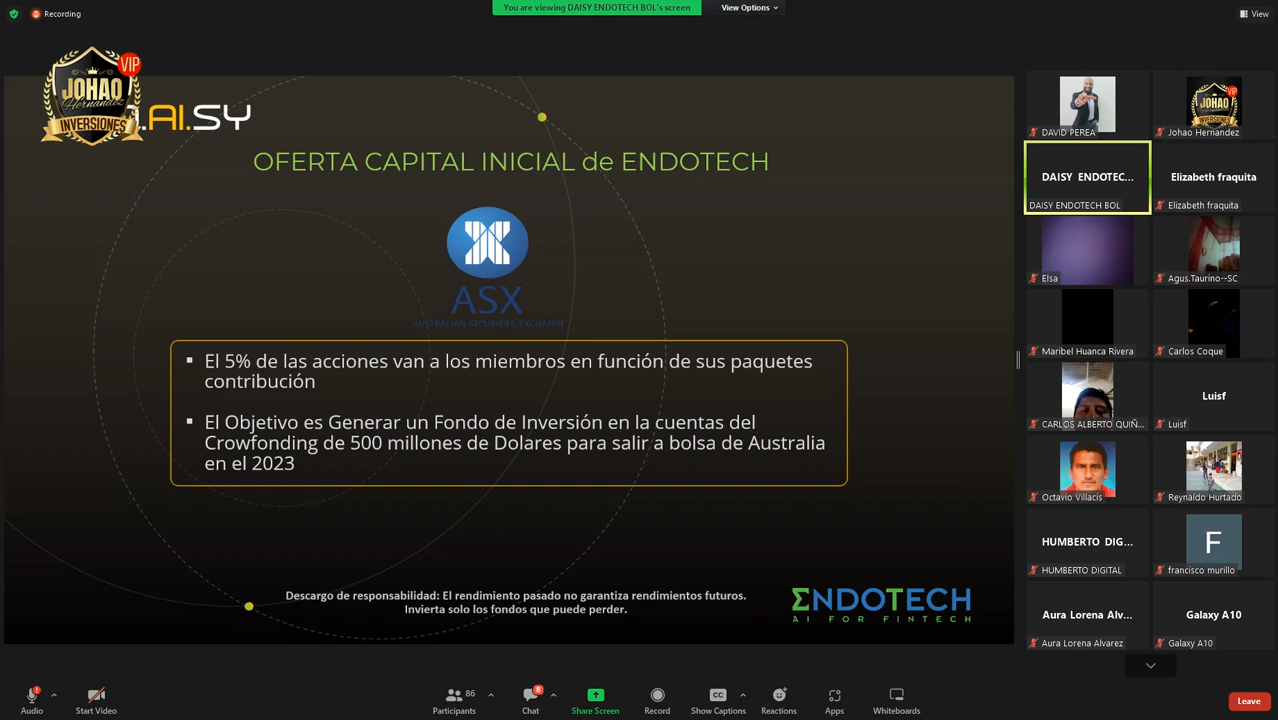 Recording
You are viewing DAISY ENDOTECH BOL's screen
View Options
View
VIP
JOHAO
Hernandez
INVERSIONES
.AI.SY
OFERTA CAPITAL INICIAL de ENDOTECH
ASX
AUSTRALIAN SECURITIES EXCHANGE
▪ El 5% de las acciones van a los miembros en función de sus paquetes
contribución
▪ El Objetivo es Generar un Fondo de Inversión en la cuentas del
Crowfonding de 500 millones de Dolares para salir a bolsa de Australia
en el 2023
Descargo de responsabilidad: El rendimiento pasado no garantiza rendimientos futuros.
Invierta solo los fondos que puede perder.
ENDOTECH
AI FOR FINTECH
DAVID PEREA
JOHAO
Hernandez
VIP
INVERSIONES
Johao Hernandez
DAISY ENDOTEC...
DAISY ENDOTECH BOL
Elizabeth fraquita
Elizabeth fraquita
Elsa
Agus.Taurino--SC
Maribel Huanca Rivera
Carlos Coque
CARLOS ALBERTO QUIÑ...
Luisf
Luisf
Octavio Villacis
Reynaldo Hurtado
HUMBERTO DIG...
HUMBERTO DIGITAL
F
francisco murillo
Aura Lorena Alv...
Aura Lorena Alvarez
Galaxy A10
Galaxy A10
Audio
Start Video
86
Participants
8
Chat
Share Screen
Record
CC
Show Captions
Reactions
Apps
Whiteboards
Leave